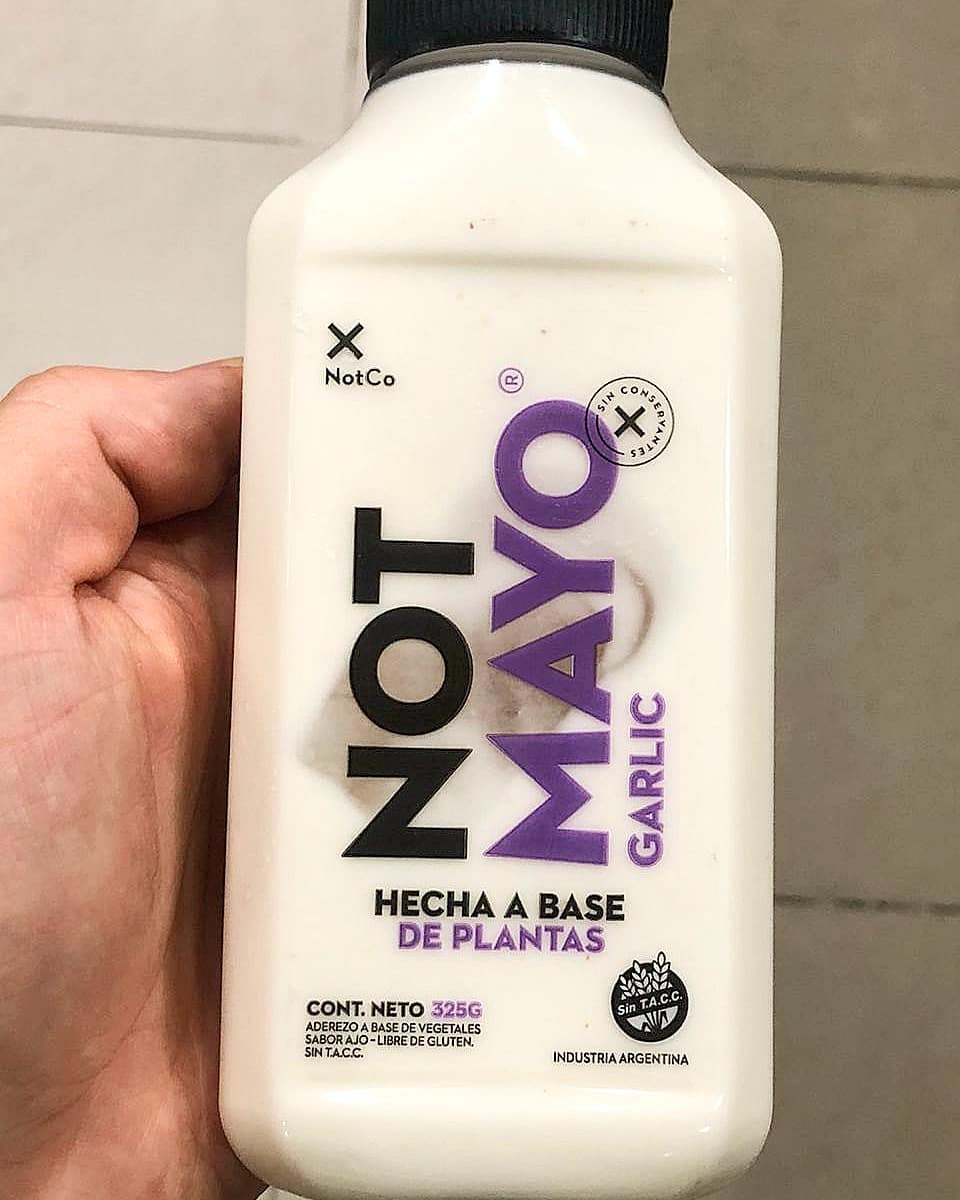 NotCo
®
SIN CONSERVANTES
NOT
MAYO
GARLIC
HECHA A BASE
DE PLANTAS
CONT. NETO 325G
ADEREZO A BASE DE VEGETALES
SABOR AJO - LIBRE DE GLUTEN.
SIN T.A.C.C.
Sin T.A.C.C.
INDUSTRIA ARGENTINA